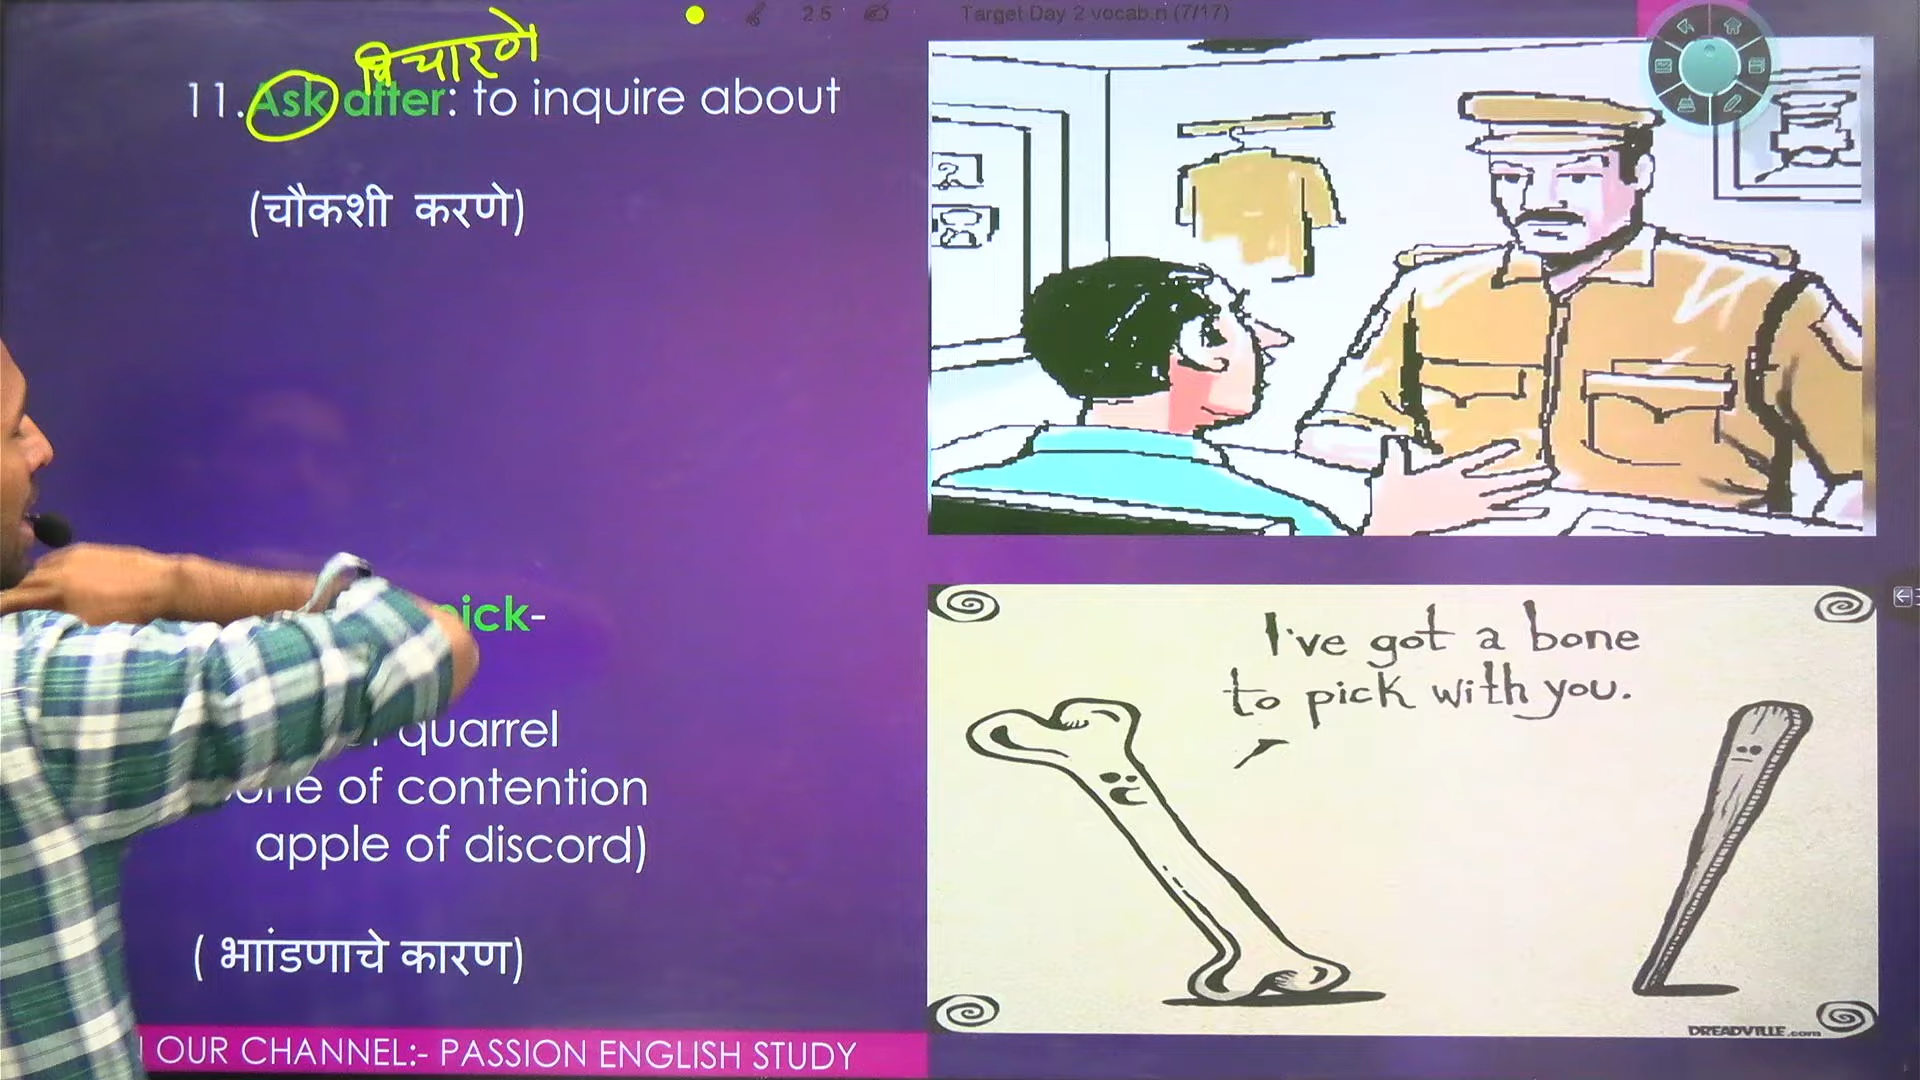 Target Day 2 vocab.n (7/17)
2.5
विचारणे
11. Ask after: to inquire about
(चौकशी करणे)
pick-
quarrel
of contention
apple of discord)
( भाांडणाचे कारण)
OUR CHANNEL:- PASSION ENGLISH STUDY
I've got a bone
to pick with you.
DREADVILLE.com